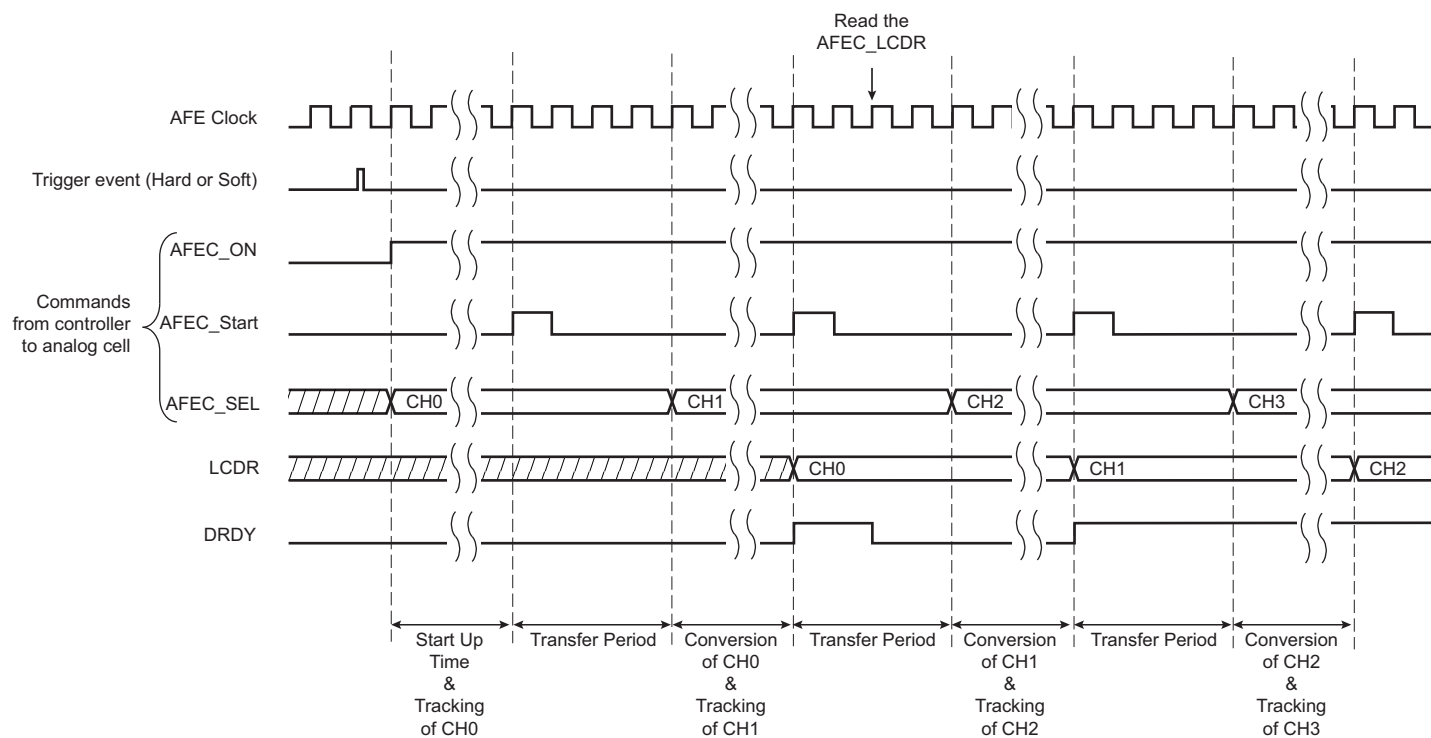 Read the
AFEC_LCDR
AFE Clock
Trigger event (Hard or Soft)
AFEC_ON
Commands
from controller
to analog cell
AFEC_Start
AFEC_SEL
CH0
CH1
CH2
CH3
LCDR
CH0
CH1
CH2
DRDY
Start Up
Time
&
Tracking
of CH0
Transfer Period
Conversion
of CH0
&
Tracking
of CH1
Transfer Period
Conversion
of CH1
&
Tracking
of CH2
Transfer Period
Conversion
of CH2
&
Tracking
of CH3